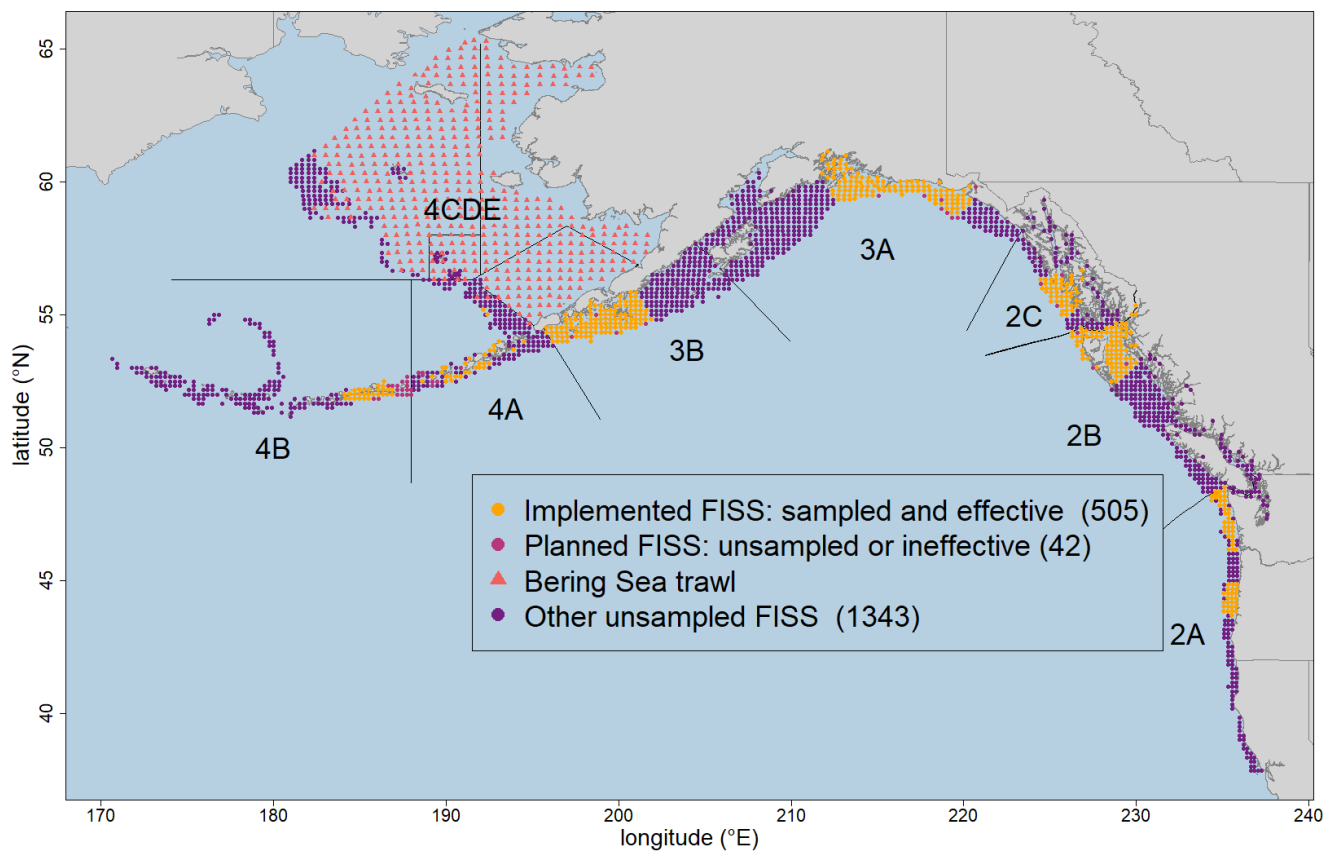 65
60
55
50
45
40
latitude (°N)
4CDE
3A
2C
3B
4A
4B
2B
2A
Implemented FISS: sampled and effective (505)
Planned FISS: unsampled or ineffective (42)
Bering Sea trawl
Other unsampled FISS (1343)
170 180 190 200 210 220 230 240
longitude (°E)